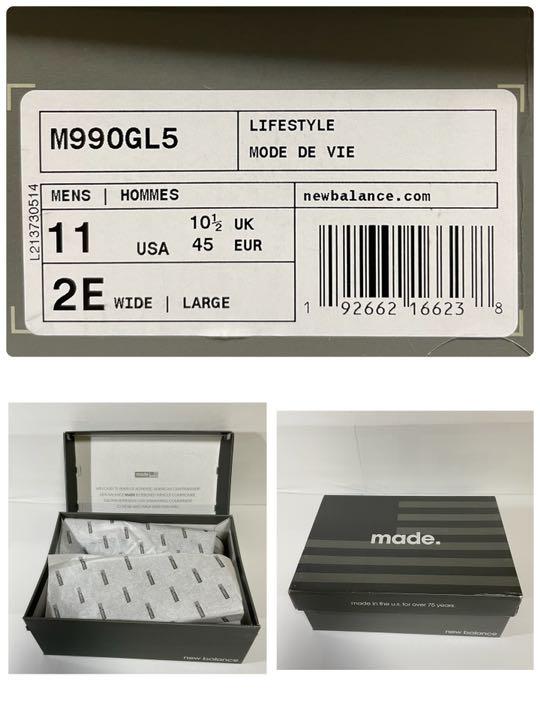 M990GL5
LIFESTYLE
MODE DE VIE
L213730514
MENS | HOMMES
newbalance.com
11 USA 10½ UK
45 EUR
2E WIDE | LARGE
1 92662 16623 8
made.
made.
made in the u.s. for over 75 years.
new balance
new balance